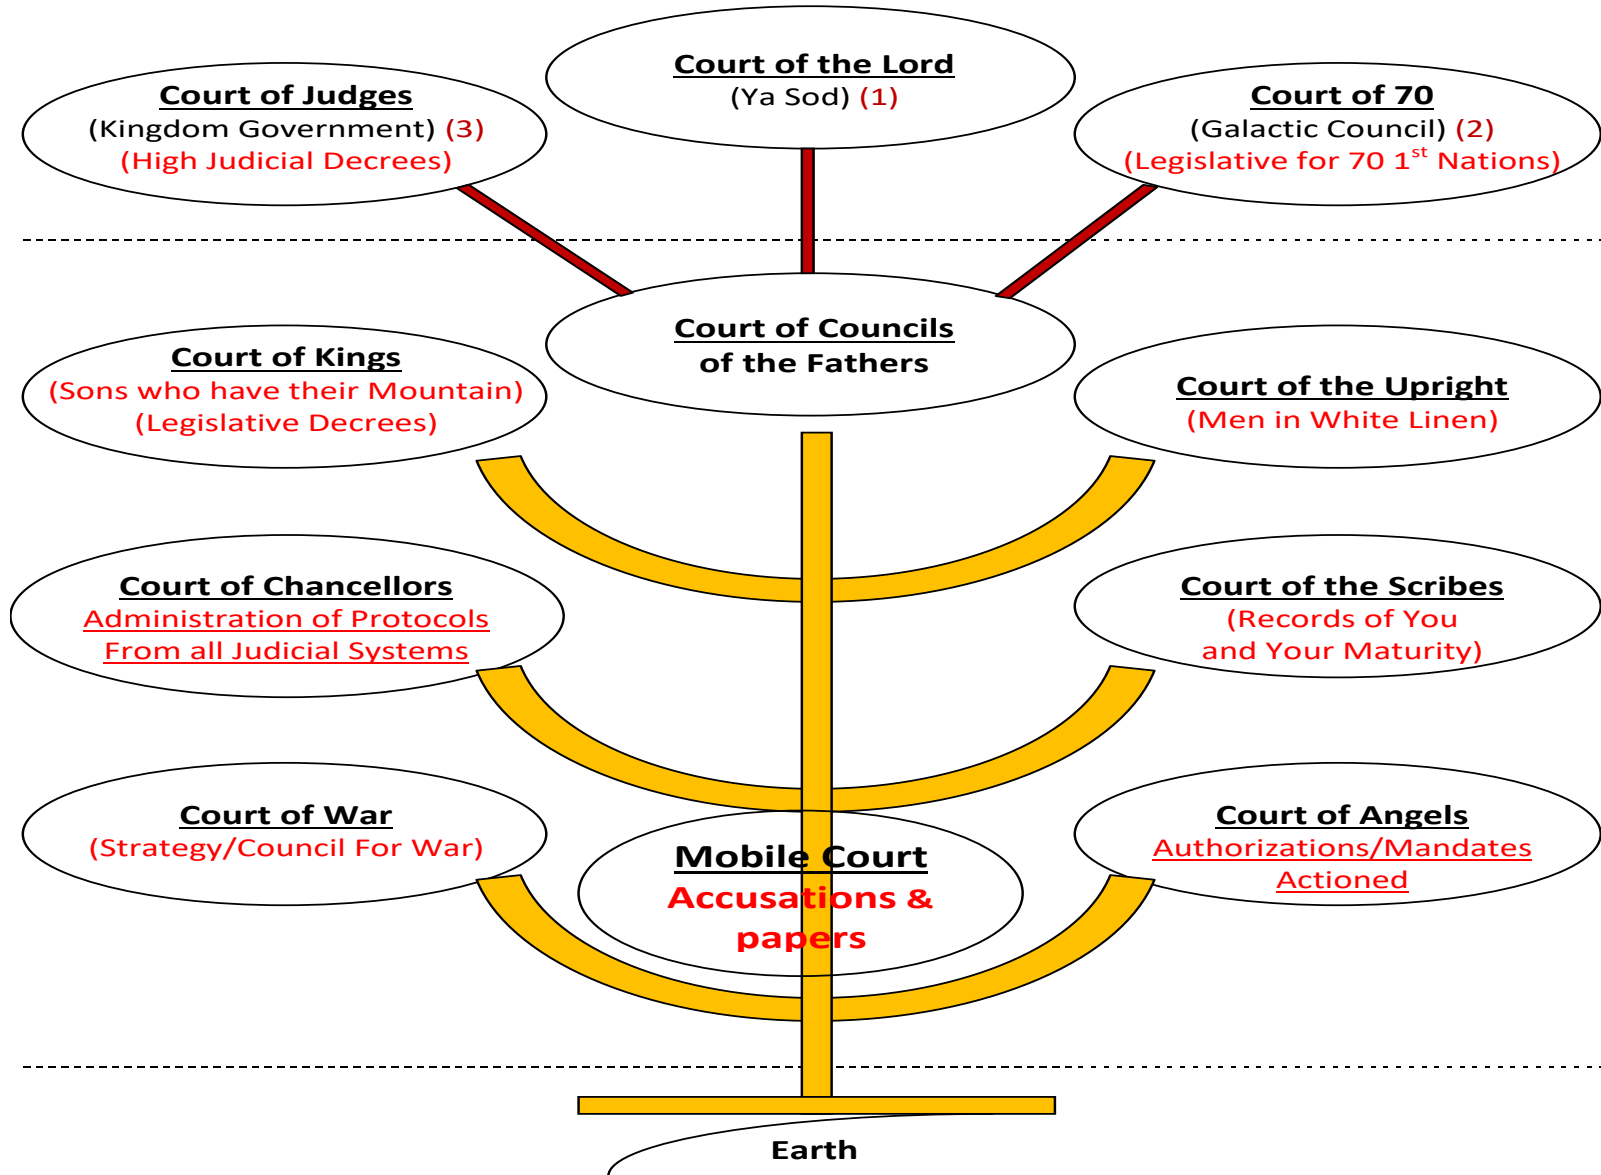 Court of the Lord
(Ya Sod) (1)
Court of Judges
(Kingdom Government) (3)
(High Judicial Decrees)
Court of 70
(Galactic Council) (2)
(Legislative for 70 1st Nations)
Court of Councils
of the Fathers
Court of Kings
(Sons who have their Mountain)
(Legislative Decrees)
Court of the Upright
(Men in White Linen)
Court of Chancellors
Administration of Protocols
From all Judicial Systems
Court of the Scribes
(Records of You
and Your Maturity)
Court of War
(Strategy/Council For War)
Mobile Court
Accusations &
papers
Court of Angels
Authorizations/Mandates
Actioned
Earth